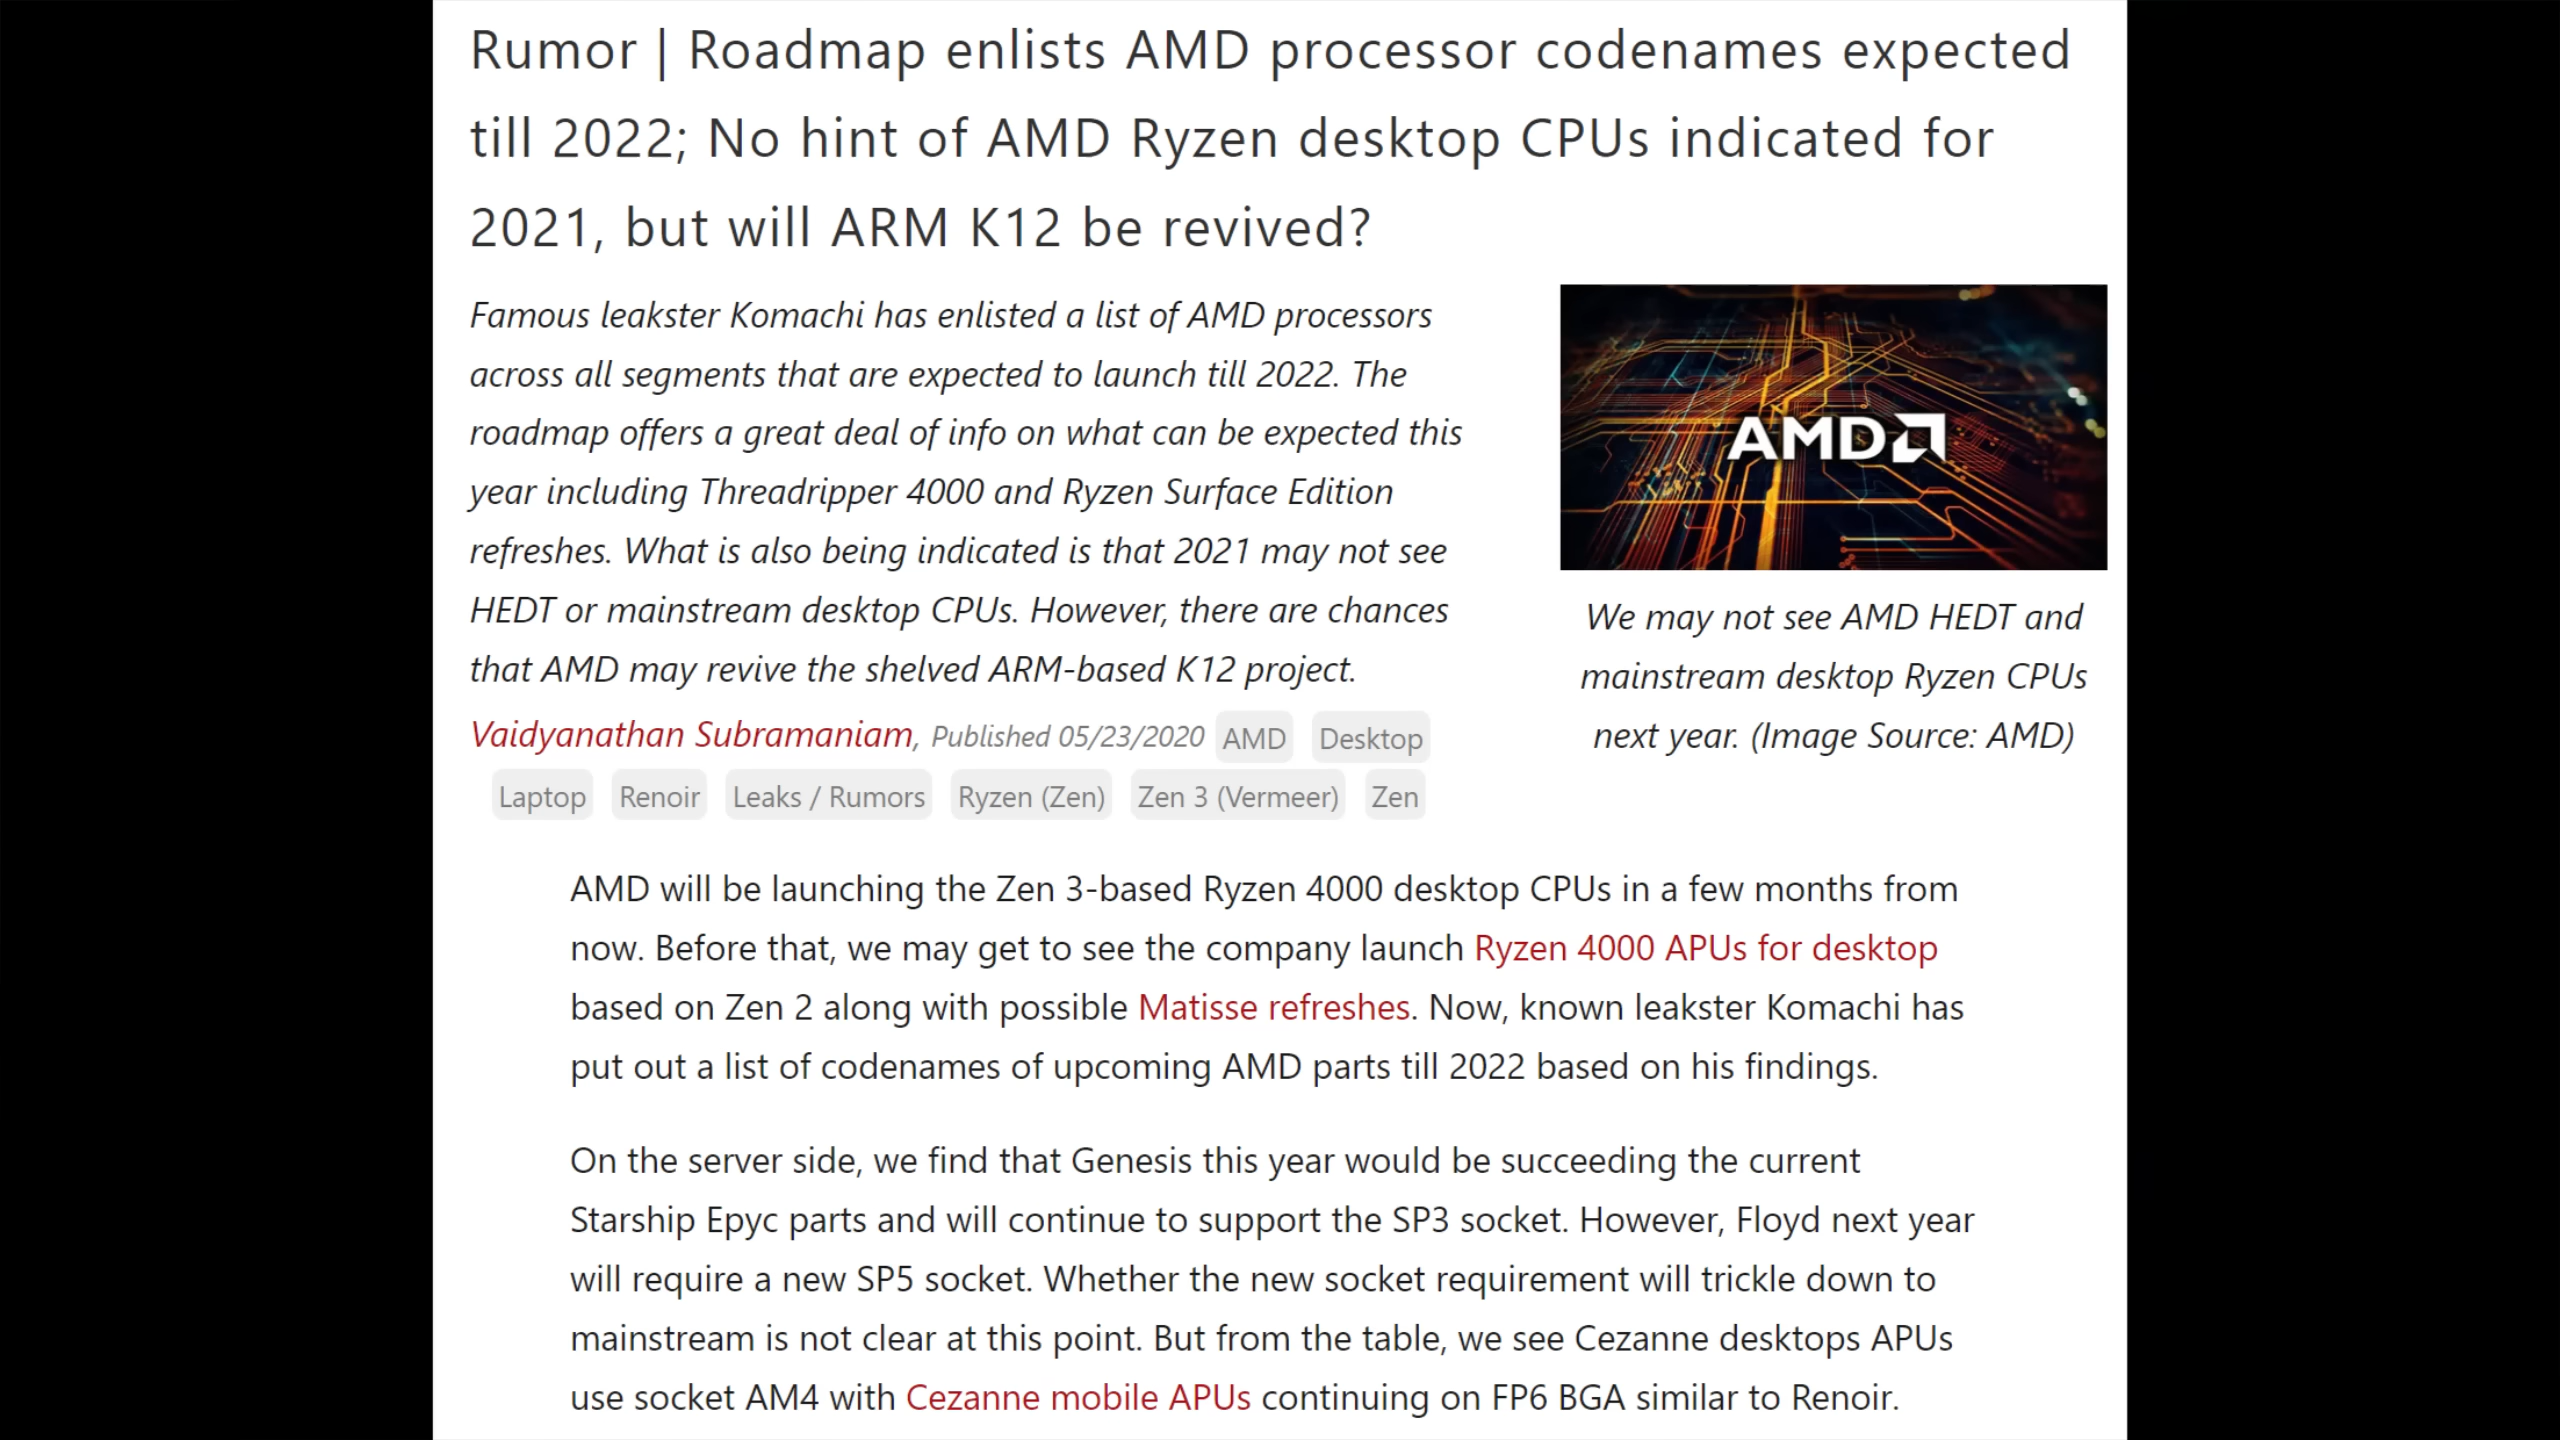 Rumor | Roadmap enlists AMD processor codenames expected
till 2022; No hint of AMD Ryzen desktop CPUs indicated for
2021, but will ARM K12 be revived?
Famous leakster Komachi has enlisted a list of AMD processors
across all segments that are expected to launch till 2022. The
roadmap offers a great deal of info on what can be expected this
year including Threadripper 4000 and Ryzen Surface Edition
refreshes. What is also being indicated is that 2021 may not see
HEDT or mainstream desktop CPUs. However, there are chances
that AMD may revive the shelved ARM-based K12 project.
Vaidyanathan Subramaniam, Published 05/23/2020 AMD Desktop
Laptop Renoir Leaks / Rumors Ryzen (Zen) Zen 3 (Vermeer) Zen
AMD
We may not see AMD HEDT and
mainstream desktop Ryzen CPUs
next year. (Image Source: AMD)
AMD will be launching the Zen 3-based Ryzen 4000 desktop CPUs in a few months from
now. Before that, we may get to see the company launch Ryzen 4000 APUs for desktop
based on Zen 2 along with possible Matisse refreshes. Now, known leakster Komachi has
put out a list of codenames of upcoming AMD parts till 2022 based on his findings.
On the server side, we find that Genesis this year would be succeeding the current
Starship Epyc parts and will continue to support the SP3 socket. However, Floyd next year
will require a new SP5 socket. Whether the new socket requirement will trickle down to
mainstream is not clear at this point. But from the table, we see Cezanne desktops APUs
use socket AM4 with Cezanne mobile APUs continuing on FP6 BGA similar to Renoir.